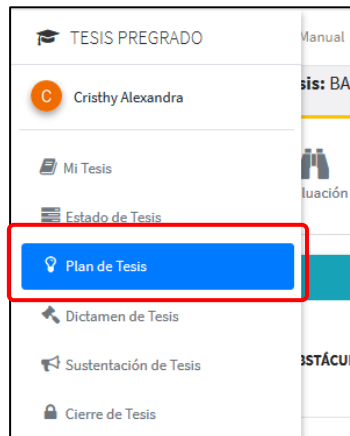 TESIS PREGRADO
Manual
C
Cristhy Alexandra
sis: BA
Mi Tesis
luación
Estado de Tesis
Plan de Tesis
Dictamen de Tesis
Sustentación de Tesis
BSTÁCU
Cierre de Tesis